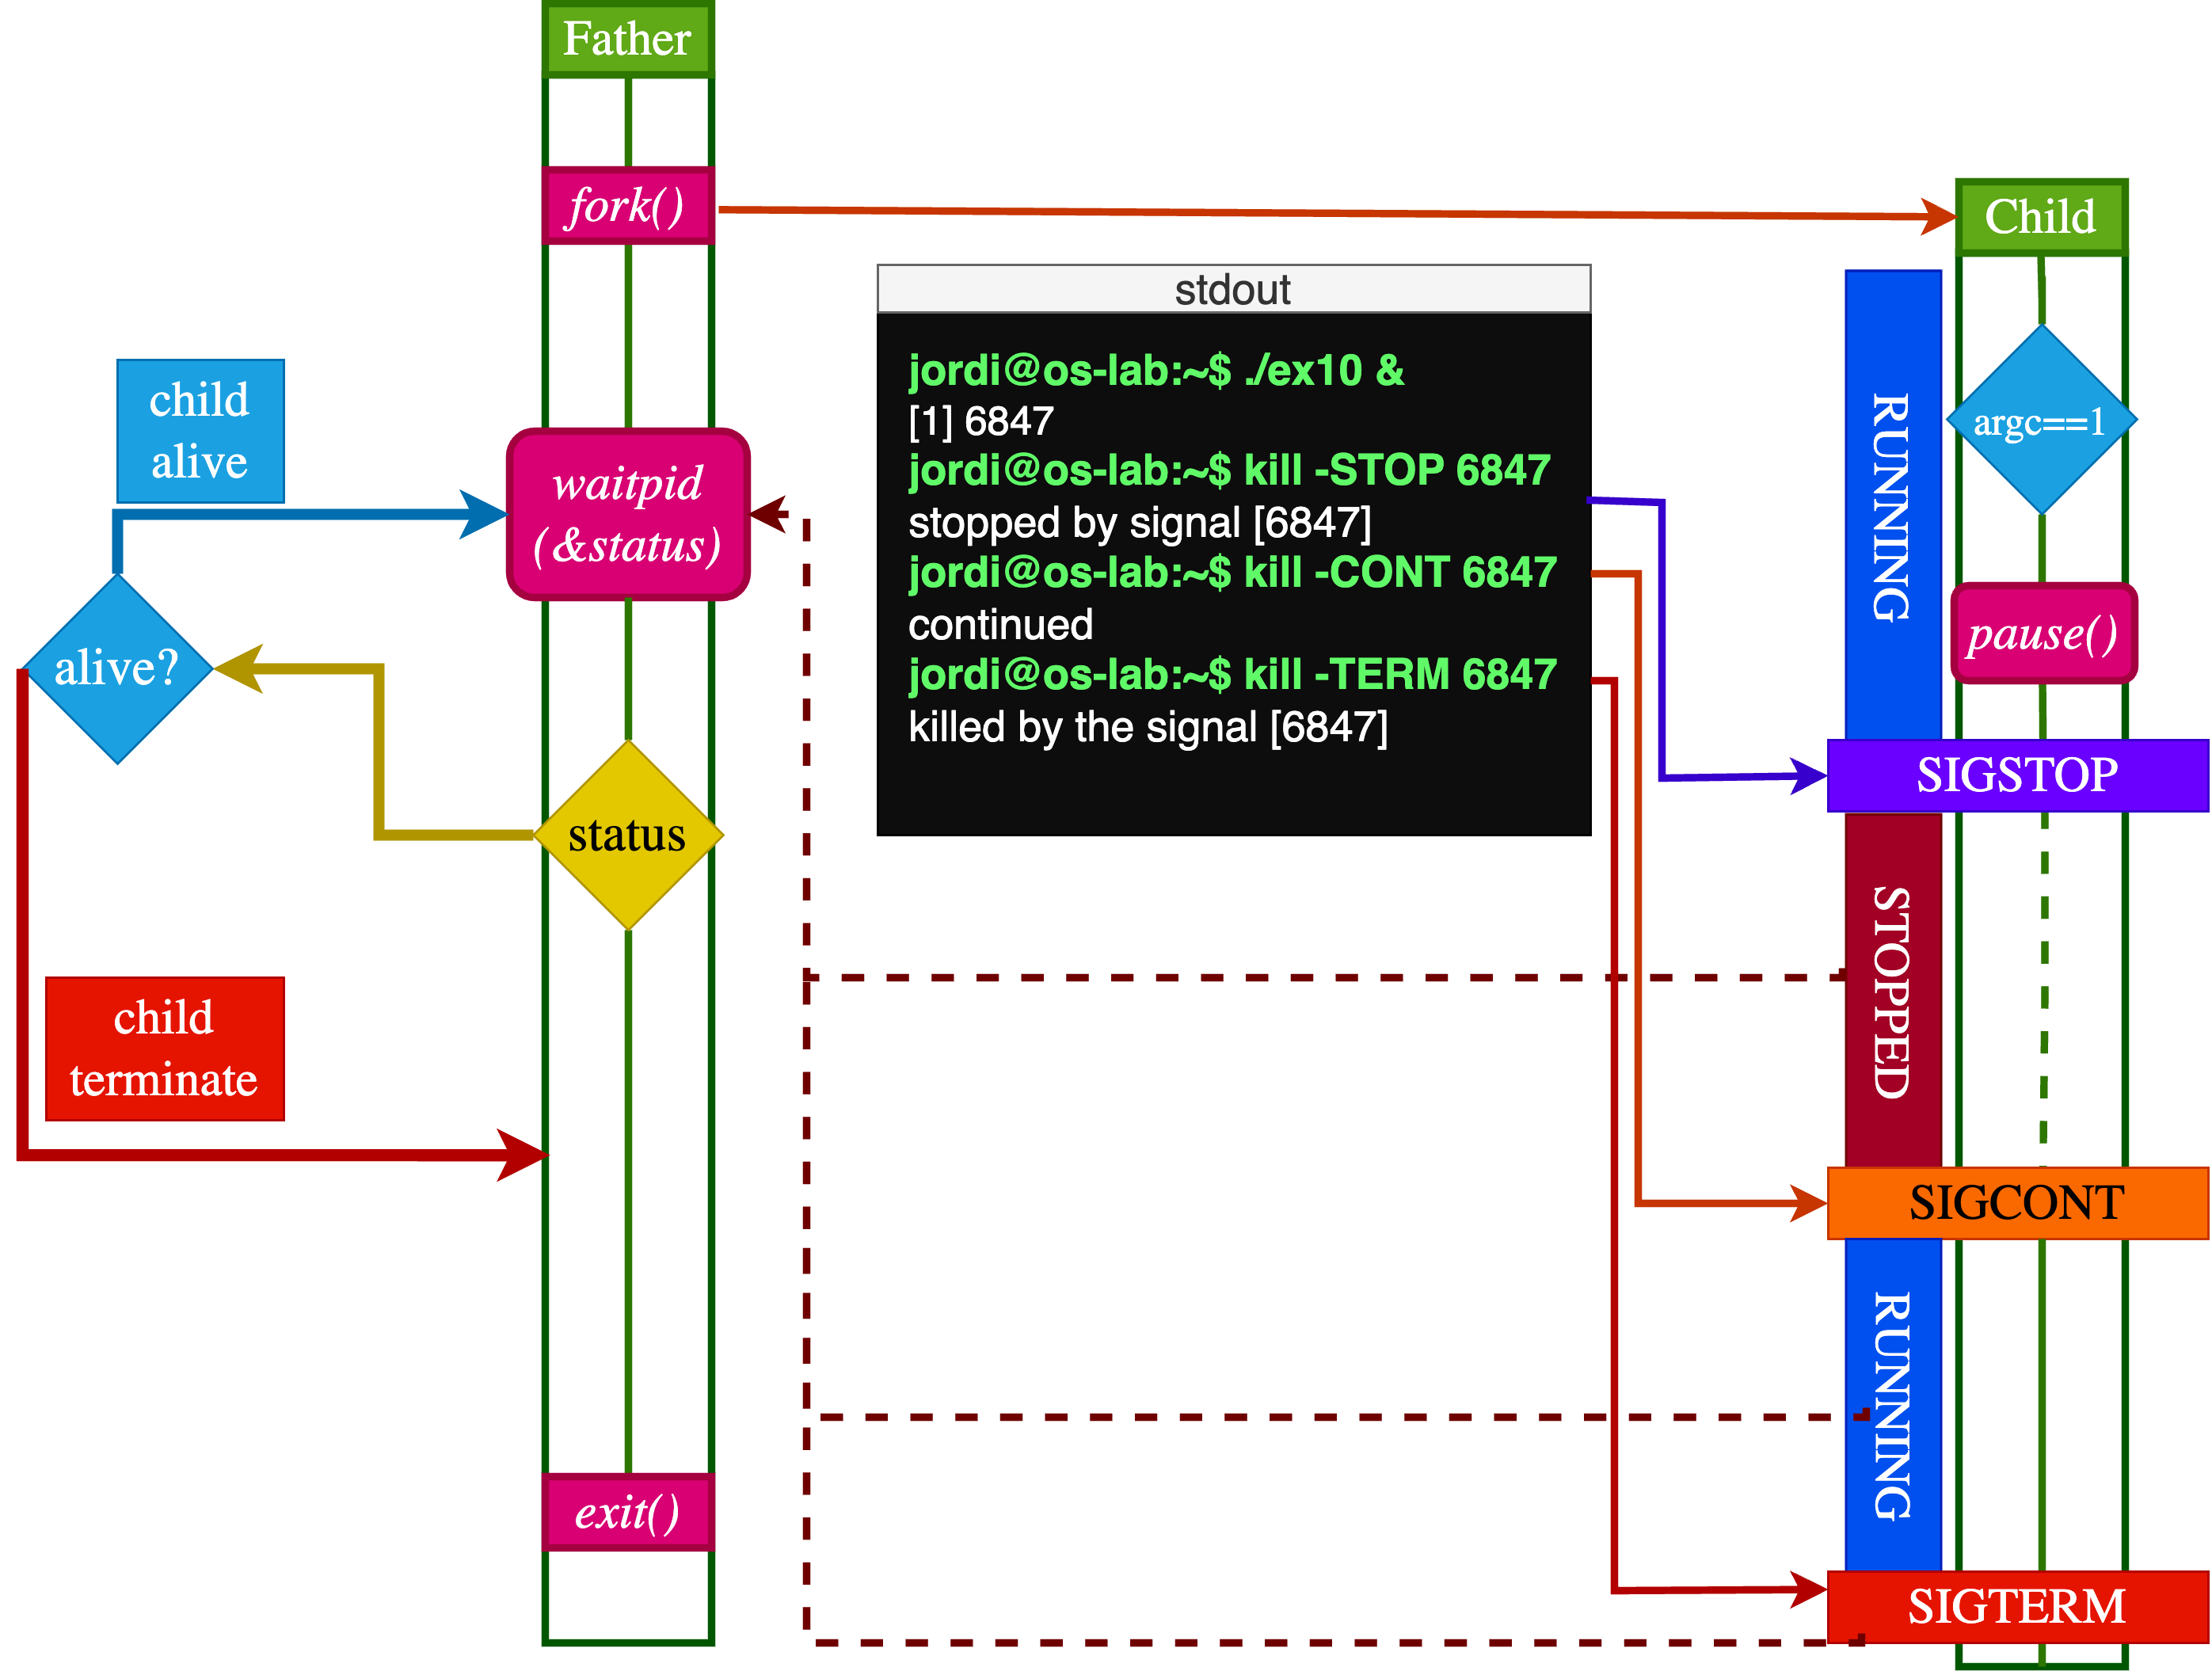 Father
fork()
Child
stdout
jordi@os-lab:~$ ./ex10 &
[1] 6847
jordi@os-lab:~$ kill -STOP 6847
stopped by signal [6847]
jordi@os-lab:~$ kill -CONT 6847
continued
jordi@os-lab:~$ kill -TERM 6847
killed by the signal [6847]
child
alive
waitpid
(&status)
alive?
status
child
terminate
exit()
RUNNING
argc==1
pause()
SIGSTOP
STOPPED
SIGCONT
RUNNING
SIGTERM